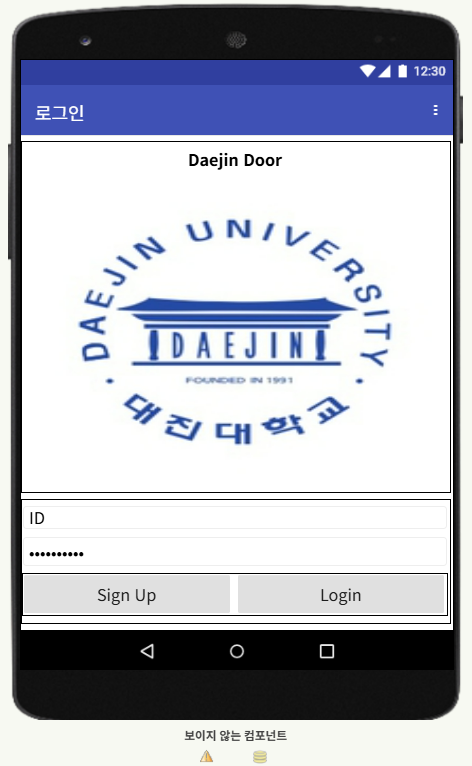 12:30
로그인
Daejin Door
DAEJIN UNIVERSITY
DAEJIN
FOUNDED IN 1991
대진대학교
ID
••••••••••
Sign Up
Login
보이지 않는 컴포넌트